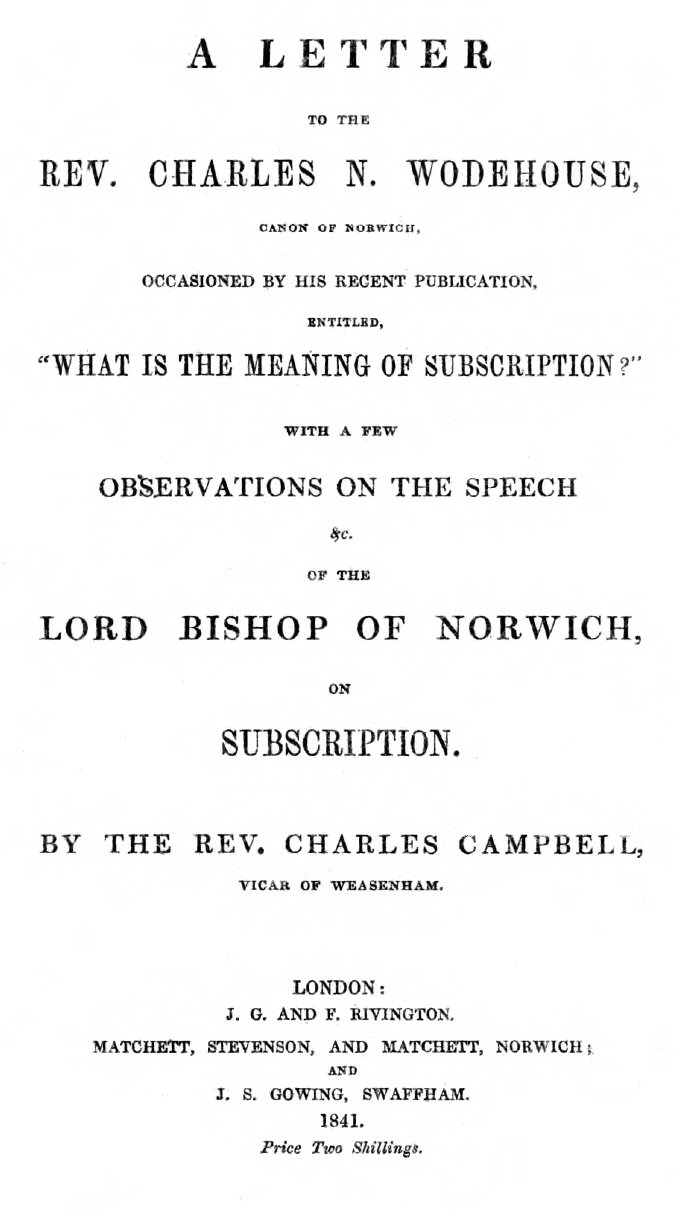 A LETTER
TO THE
REV. CHARLES N. WODEHOUSE,
CANON OF NORWICH,
OCCASIONED BY HIS RECENT PUBLICATION,
ENTITLED,
"WHAT IS THE MEANING OF SUBSCRIPTION?"
WITH A FEW
OBSERVATIONS ON THE SPEECH
&c.
OF THE
LORD BISHOP OF NORWICH,
ON
SUBSCRIPTION.
BY THE REV. CHARLES CAMPBELL,
VICAR OF WEASENHAM.
LONDON:
J. G. AND F. RIVINGTON.
MATCHETT, STEVENSON, AND MATCHETT, NORWICH;
AND
J. S. GOWING, SWAFFHAM.
1841.
Price Two Shillings.